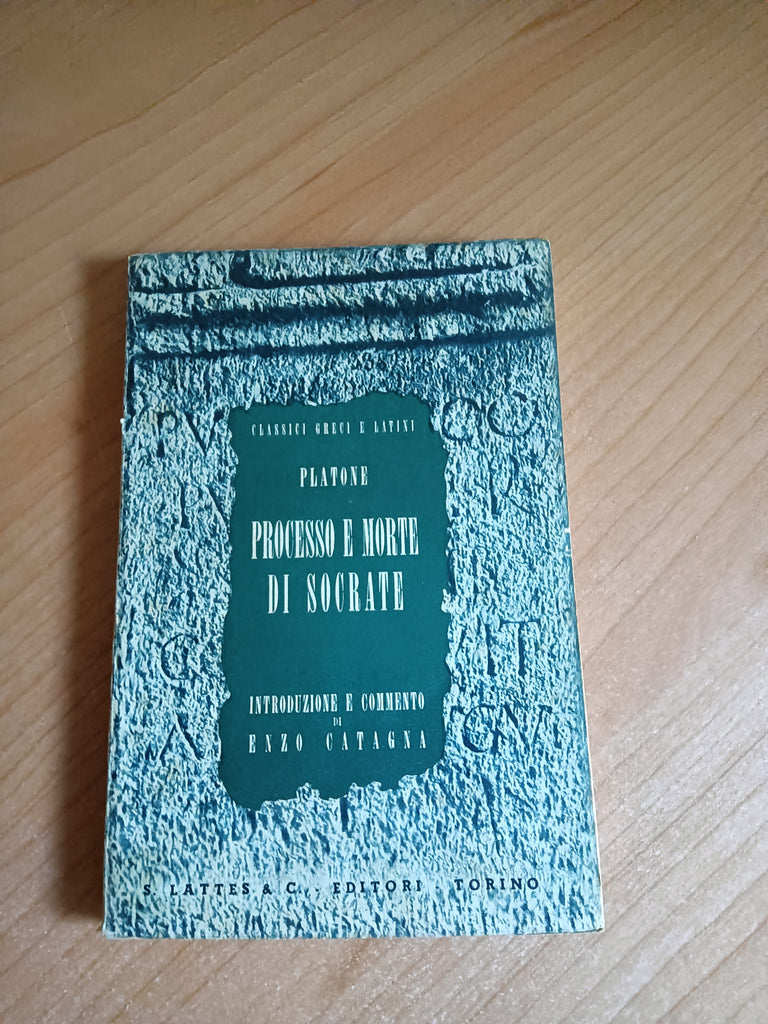 CLASSICI GRECI E LATINI
PLATONE
PROCESSO E MORTE
DI SOCRATE
INTRODUZIONE E COMMENTO
DI
ENZO CATAGNA
S. LATTES & C. - EDITORI - TORINO